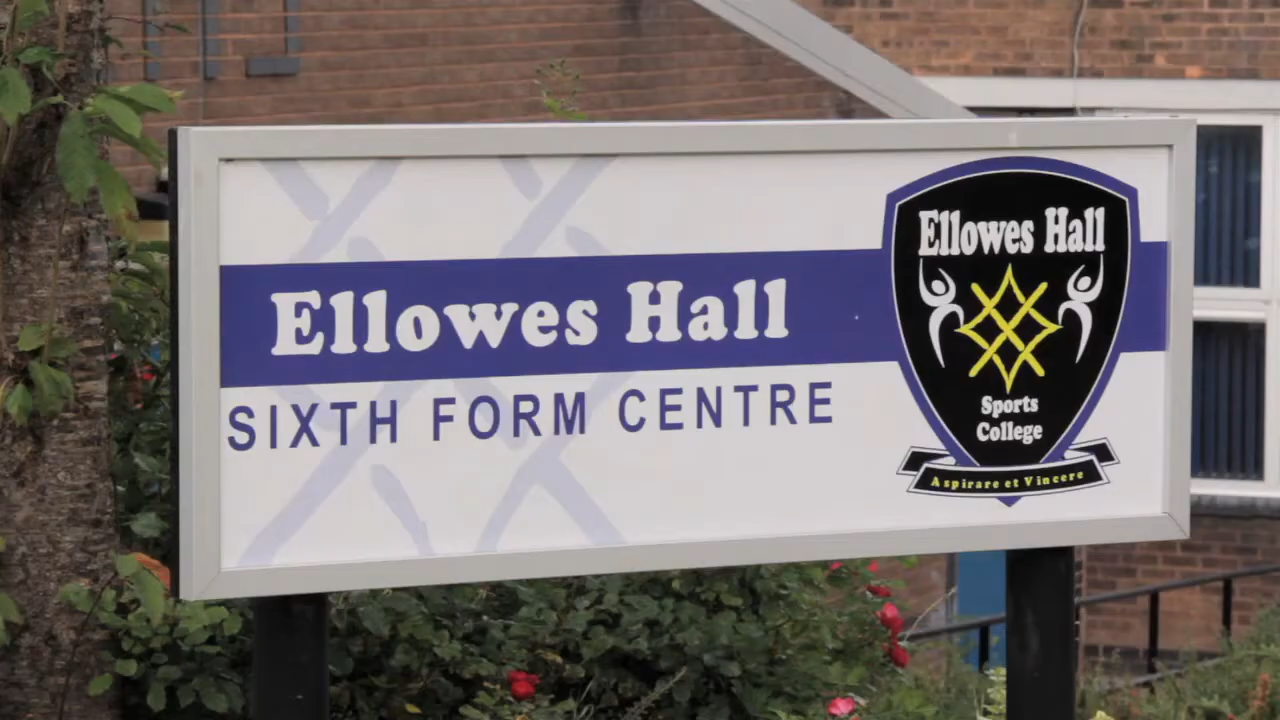 Ellowes Hall
SIXTH FORM CENTRE
Ellowes Hall
Sports
College
Aspirare et Vincere